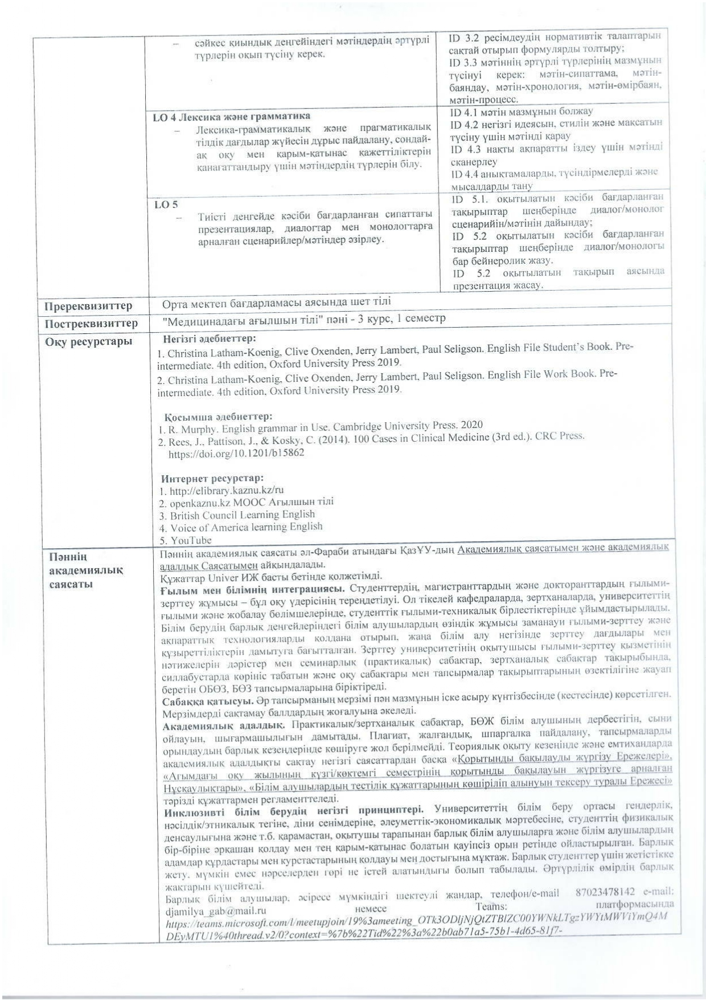 – сәйкес қиындық деңгейіндегі мәтіндердің әртүрлі
түрлерін оқып түсіну керек.
ID 3.2 ресімдеудің нормативтік талаптарын
сақтай отырып формулярды толтыру;
ID 3.3 мәтіннің әртүрлі түрлерінің мазмұнын
түсінуі керек: мәтін-сипаттама, мәтін-
баяндау, мәтін-хронология, мәтін-өмірбаян,
мәтін-процесс.
LO 4 Лексика және грамматика
– Лексика-грамматикалық және прагматикалық
тілдік дағдылар жүйесін дұрыс пайдалану, сондай-
ақ оқу мен қарым-қатынас қажеттіліктерін
қанағаттандыру үшін мәтіндердің түрлерін білу.
ID 4.1 мәтін мазмұнын болжау
ID 4.2 негізгі идеясын, стилін және мақсатын
түсіну үшін мәтінді қарау
ID 4.3 нақты ақпаратты іздеу үшін мәтінді
сканерлеу
ID 4.4 анықтамаларды, түсіндірмелерді және
мысалдарды тану
LO 5
– Тиісті деңгейде кәсіби бағдарланған сипаттағы
презентациялар, диалогтар мен монологтарға
арналған сценарийлер/мәтіндер әзірлеу.
ID 5.1. оқытылатын кәсіби бағдарланған
тақырыптар шеңберінде диалог/монолог
сценарийін/мәтінін дайындау;
ID 5.2 оқытылатын кәсіби бағдарланған
тақырыптар шеңберінде диалог/монологы
бар бейнеролик жазу.
ID 5.2 оқытылатын тақырып аясында
презентация жасау.
Пререквизиттер
Орта мектеп бағдарламасы аясында шет тілі
Постреквизиттер
"Медицинадағы ағылшын тілі" пәні - 3 курс, 1 семестр
Оқу ресурстары
Негізгі әдебиеттер:
1. Christina Latham-Koenig, Clive Oxenden, Jerry Lambert, Paul Seligson. English File Student’s Book. Pre-
intermediate. 4th edition, Oxford University Press 2019.
2. Christina Latham-Koenig, Clive Oxenden, Jerry Lambert, Paul Seligson. English File Work Book. Pre-
intermediate. 4th edition, Oxford University Press 2019.
Қосымша әдебиеттер:
1. R. Murphy. English grammar in Use. Cambridge University Press. 2020
2. Rees, J., Pattison, J., & Kosky, C. (2014). 100 Cases in Clinical Medicine (3rd ed.). CRC Press.
https://doi.org/10.1201/b15862
Интернет ресурстар:
1. http://elibrary.kaznu.kz/ru
2. openkaznu.kz МООС Ағылшын тілі
3. British Council Learning English
4. Voice of America learning English
5. YouTube
Пәннің
академиялық
саясаты
Пәннің академиялық саясаты әл-Фараби атындағы ҚазҰУ-дың Академиялық саясатымен және академиялық
адалдық Саясатымен айқындалады.
Құжаттар Univer ИЖ басты бетінде қолжетімді.
Ғылым мен білімнің интеграциясы. Студенттердің, магистранттардың және докторанттардың ғылыми-
зерттеу жұмысы – бұл оқу үдерісінің тереңдетілуі. Ол тікелей кафедраларда, зертханаларда, университеттің
ғылыми және жобалау бөлімшелерінде, студенттік ғылыми-техникалық бірлестіктерінде ұйымдастырылады.
Білім берудің барлық деңгейлеріндегі білім алушылардың өзіндік жұмысы заманауи ғылыми-зерттеу және
ақпараттық технологияларды қолдана отырып, жаңа білім алу негізінде зерттеу дағдылары мен
құзыреттіліктерін дамытуға бағытталған. Зерттеу университетінің оқытушысы ғылыми-зерттеу қызметінің
нәтижелерін дәрістер мен семинарлық (практикалық) сабақтар, зертханалық сабақтар тақырыбында,
силлабустарда көрініс табатын және оқу сабақтары мен тапсырмалар тақырыптарының өзектілігіне жауап
беретін ОБӨЗ, БӨЗ тапсырмаларына біріктіреді.
Сабаққа қатысуы. Әр тапсырманың мерзімі пән мазмұнын іске асыру күнтізбесінде (кестесінде) көрсетілген.
Мерзімдерді сақтамау баллдардың жоғалуына әкеледі.
Академиялық адалдық. Практикалық/зертханалық сабақтар, БӨЖ білім алушының дербестігін, сыни
ойлауын, шығармашылығын дамытады. Плагиат, жалғандық, шпаргалка пайдалану, тапсырмаларды
орындаудың барлық кезеңдерінде көшіруге жол берілмейді. Теориялық оқыту кезеңінде және емтихандарда
академиялық адалдықты сақтау негізгі саясаттардан басқа «Қорытынды бақылауды жүргізу Ережелері»,
«Ағымдағы оқу жылының күзгі/көктемгі семестрінің қорытынды бақылауын жүргізуге арналған
Нұсқаулықтары», «Білім алушылардың тестілік құжаттарының көшіріліп алынуын тексеру туралы Ережесі»
тәрізді құжаттармен регламенттеледі.
Инклюзивті білім берудің негізгі принциптері. Университеттің білім беру ортасы гендерлік,
нәсілдік/этникалық тегіне, діни сенімдеріне, әлеуметтік-экономикалық мәртебесіне, студенттің физикалық
денсаулығына және т.б. қарамастан, оқытушы тарапынан барлық білім алушыларға және білім алушылардың
бір-біріне әрқашан қолдау мен тең қарым-қатынас болатын қауіпсіз орын ретінде ойластырылған. Барлық
адамдар құрдастары мен курстастарының қолдауы мен достығына мұқтаж. Барлық студенттер үшін жетістікке
жету, мүмкін емес нәрселерден гөрі не істей алатындығы болып табылады. Әртүрлілік өмірдің барлық
жақтарын күшейтеді.
Барлық білім алушылар, әсіресе мүмкіндігі шектеулі жандар, телефон/e-mail 87023478142 e-mail:
djamilya_gab@mail.ru немесе Teams: платформасында
https://teams.microsoft.com/l/meetupjoin/19%3ameeting_OTk3ODljNjQtZTBlZC00YWNkLTgzYWYtMWViYmQ4M
DEyMTU1%40thread.v2/0?context=%7b%22Tid%22%3a%22b0ab71a5-75b1-4d65-81f7-